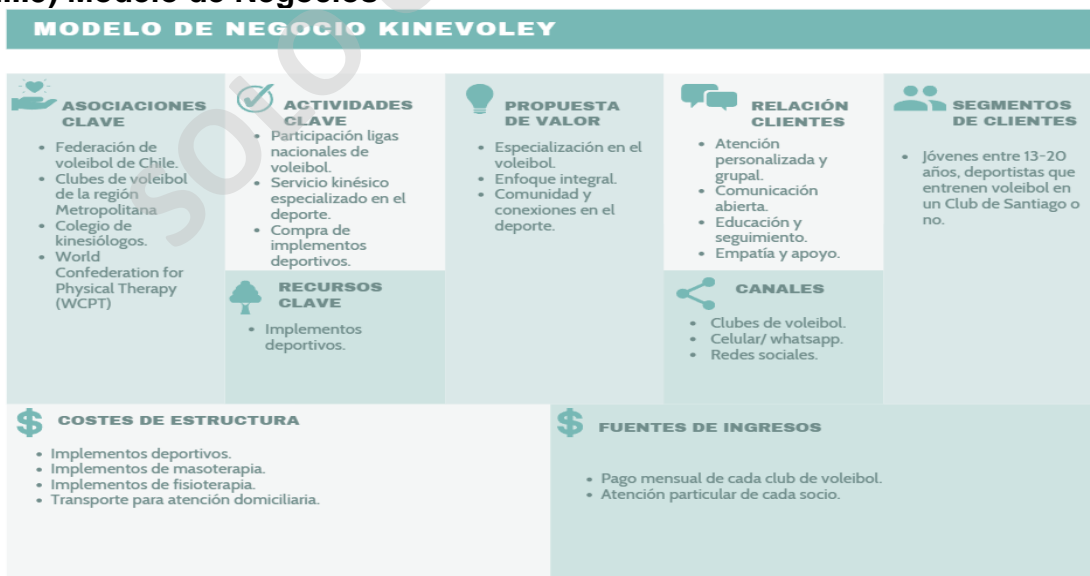 Modelo de Negocios
MODELO DE NEGOCIO KINEVOLEY
ASOCIACIONES
CLAVE
• Federación de
voleibol de Chile.
• Clubes de voleibol
de la región
Metropolitana
• Colegio de
kinesiólogos.
• World
Confederation for
Physical Therapy
(WCPT)
ACTIVIDADES
CLAVE
• Participación ligas
nacionales de
voleibol.
• Servicio kinésico
especializado en el
deporte.
• Compra de
implementos
deportivos.
RECURSOS
CLAVE
• Implementos
deportivos.
PROPUESTA
DE VALOR
• Especialización en el
voleibol.
• Enfoque integral.
• Comunidad y
conexiones en el
deporte.
RELACIÓN
CLIENTES
• Atención
personalizada y
grupal.
• Comunicación
abierta.
• Educación y
seguimiento.
• Empatía y apoyo.
CANALES
• Clubes de voleibol.
• Celular/ whatsapp.
• Redes sociales.
SEGMENTOS
DE CLIENTES
• Jóvenes entre 13-20
años, deportistas que
entrenen voleibol en
un Club de Santiago o
no.
COSTES DE ESTRUCTURA
• Implementos deportivos.
• Implementos de masoterapia.
• Implementos de fisioterapia.
• Transporte para atención domiciliaria.
FUENTES DE INGRESOS
• Pago mensual de cada club de voleibol.
• Atención particular de cada socio.
SOLO